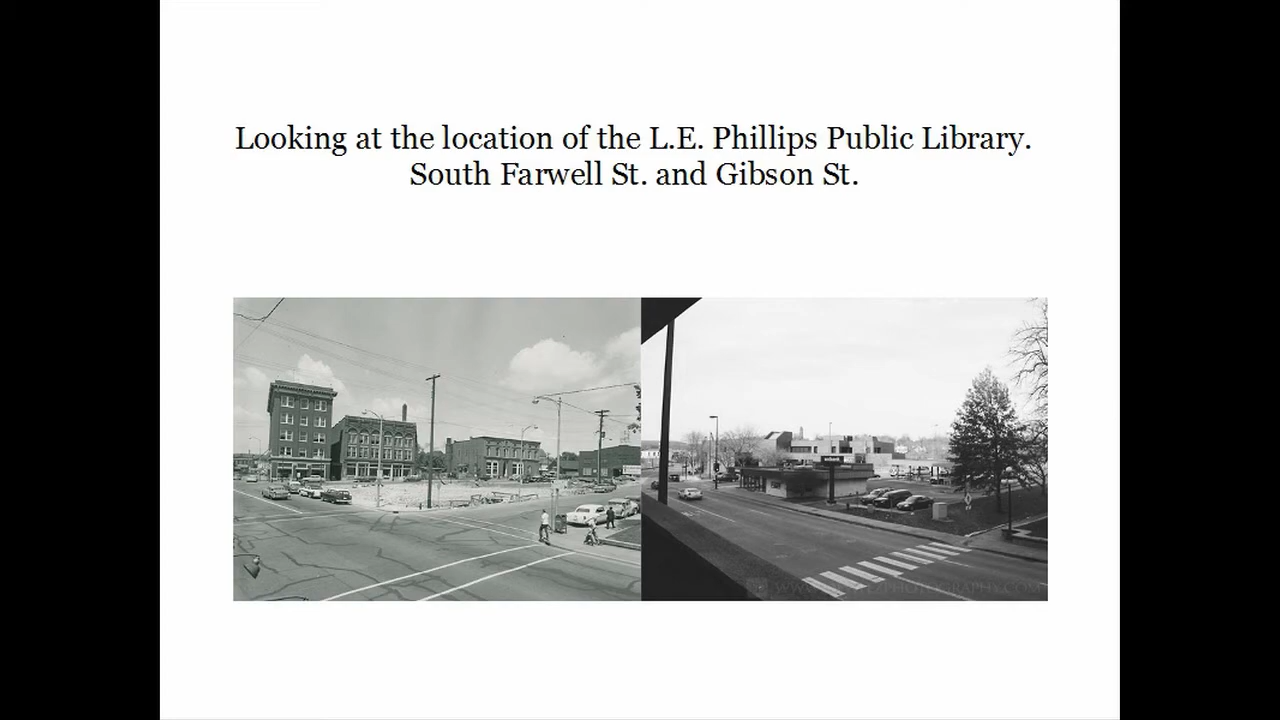 Looking at the location of the L.E. Phillips Public Library.
South Farwell St. and Gibson St.